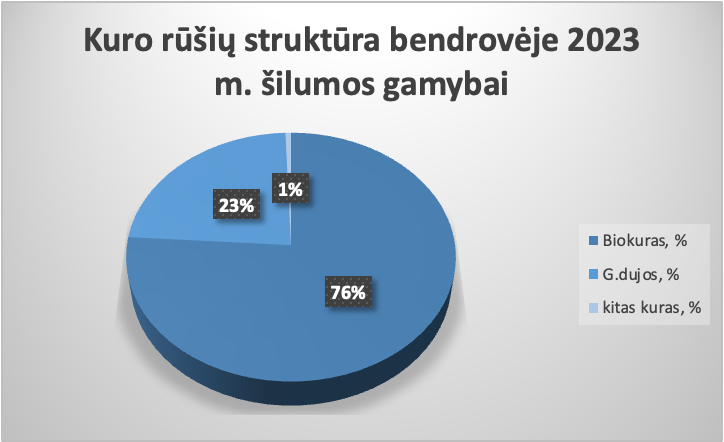 Kuro rūšių struktūra bendrovėje 2023
m. šilumos gamybai
1%
23%
76%
Biokuras, %
G.dujos, %
kitas kuras, %